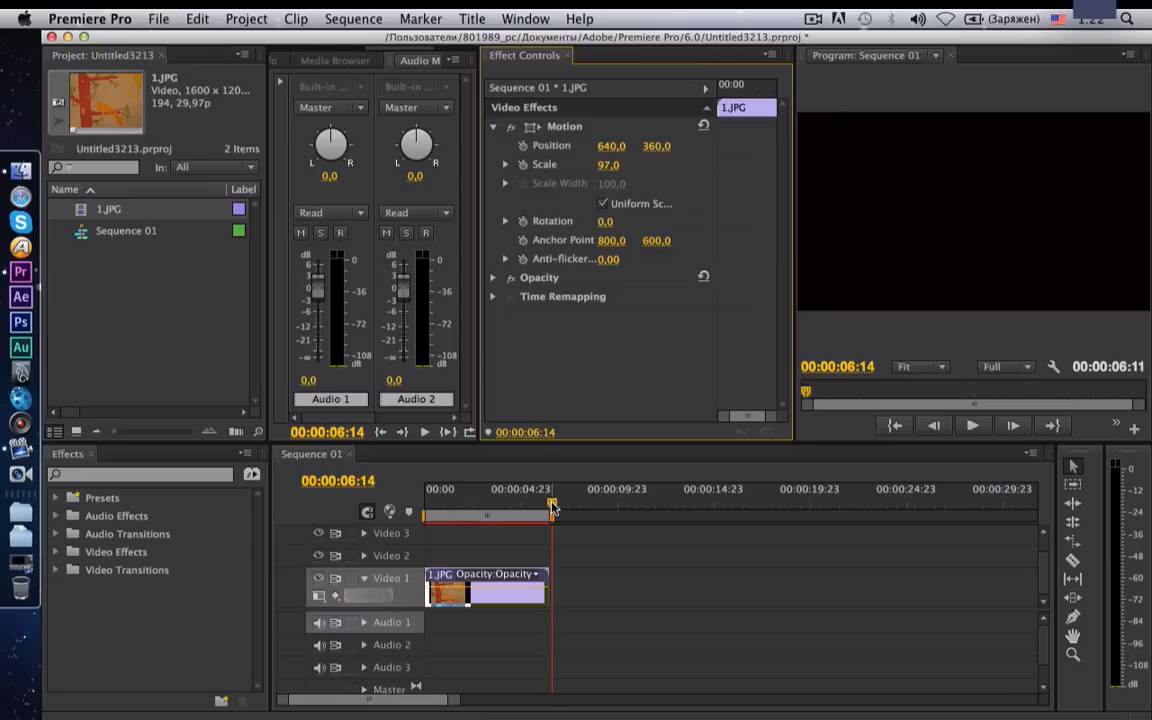 Premiere Pro File Edit Project Clip Sequence Marker Title Window Help (Заряжен) 1:22
/Пользователи/801989_pc/Документы/Adobe/Premiere Pro/6.0/Untitled3213.prproj *
Project: Untitled3213 Media Browser Audio M Effect Controls Program: Sequence 01
1.JPG
Video, 1600 x 120...
194, 29,97p
Untitled3213.prproj 2 Items
In: All
Name Label
1.JPG
Sequence 01
Built-in ... Built-in ...
Master Master
L R L R
0,0 0,0
Read Read
M S R M S R
dB 0 dB 0
6 6
3 3
0 0
-3 -36 -3 -36
-6 -6
-12 -72 -12 -72
-21 -21
-∞ -108 -∞ -108
dB dB
0,0 0,0
Audio 1 Audio 2
00:00:06:14
Sequence 01 * 1.JPG 00:00
Video Effects 1.JPG
fx Motion
Position 640,0 360,0
Scale 97,0
Scale Width 100,0
Uniform Sc...
Rotation 0,0
Anchor Point 800,0 600,0
Anti-flicker... 0,00
fx Opacity
Time Remapping
00:00:06:14
00:00:06:14 Fit Full 00:00:06:11
Effects
Presets
Audio Effects
Audio Transitions
Video Effects
Video Transitions
Sequence 01
00:00:06:14 00:00 00:00:04:23 00:00:09:23 00:00:14:23 00:00:19:23 00:00:24:23 00:00:29:23
Video 3
Video 2
Video 1 1.JPG Opacity:Opacity
Audio 1
Audio 2
Audio 3
Master
0
-12
-24
-36
-48
-60
-72
-84
-96
-108
dB
Pr
Ae
Ps
Au